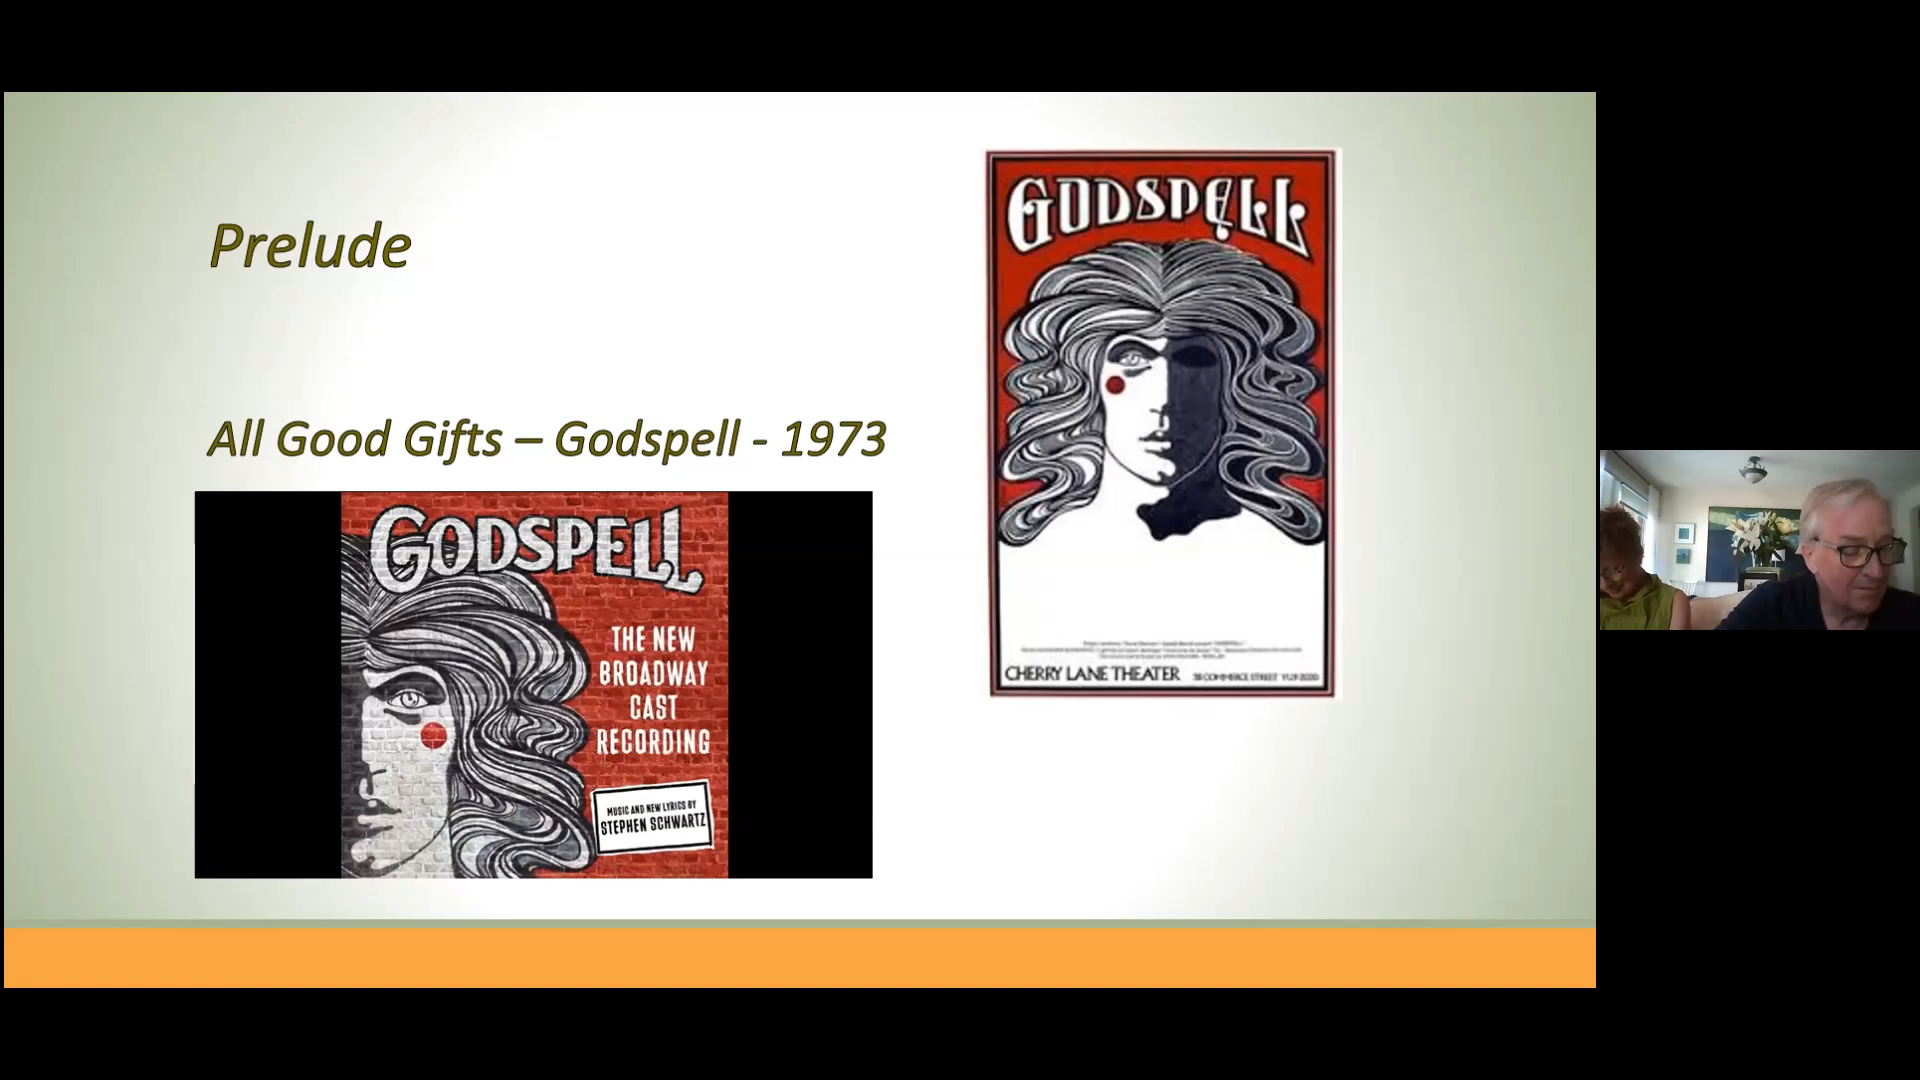 Prelude
All Good Gifts – Godspell - 1973
GODSPELL
THE NEW
BROADWAY
CAST
RECORDING
MUSIC AND NEW LYRICS BY
STEPHEN SCHWARTZ
GODSPELL
CHERRY LANE THEATER 38 COMMERCE STREET